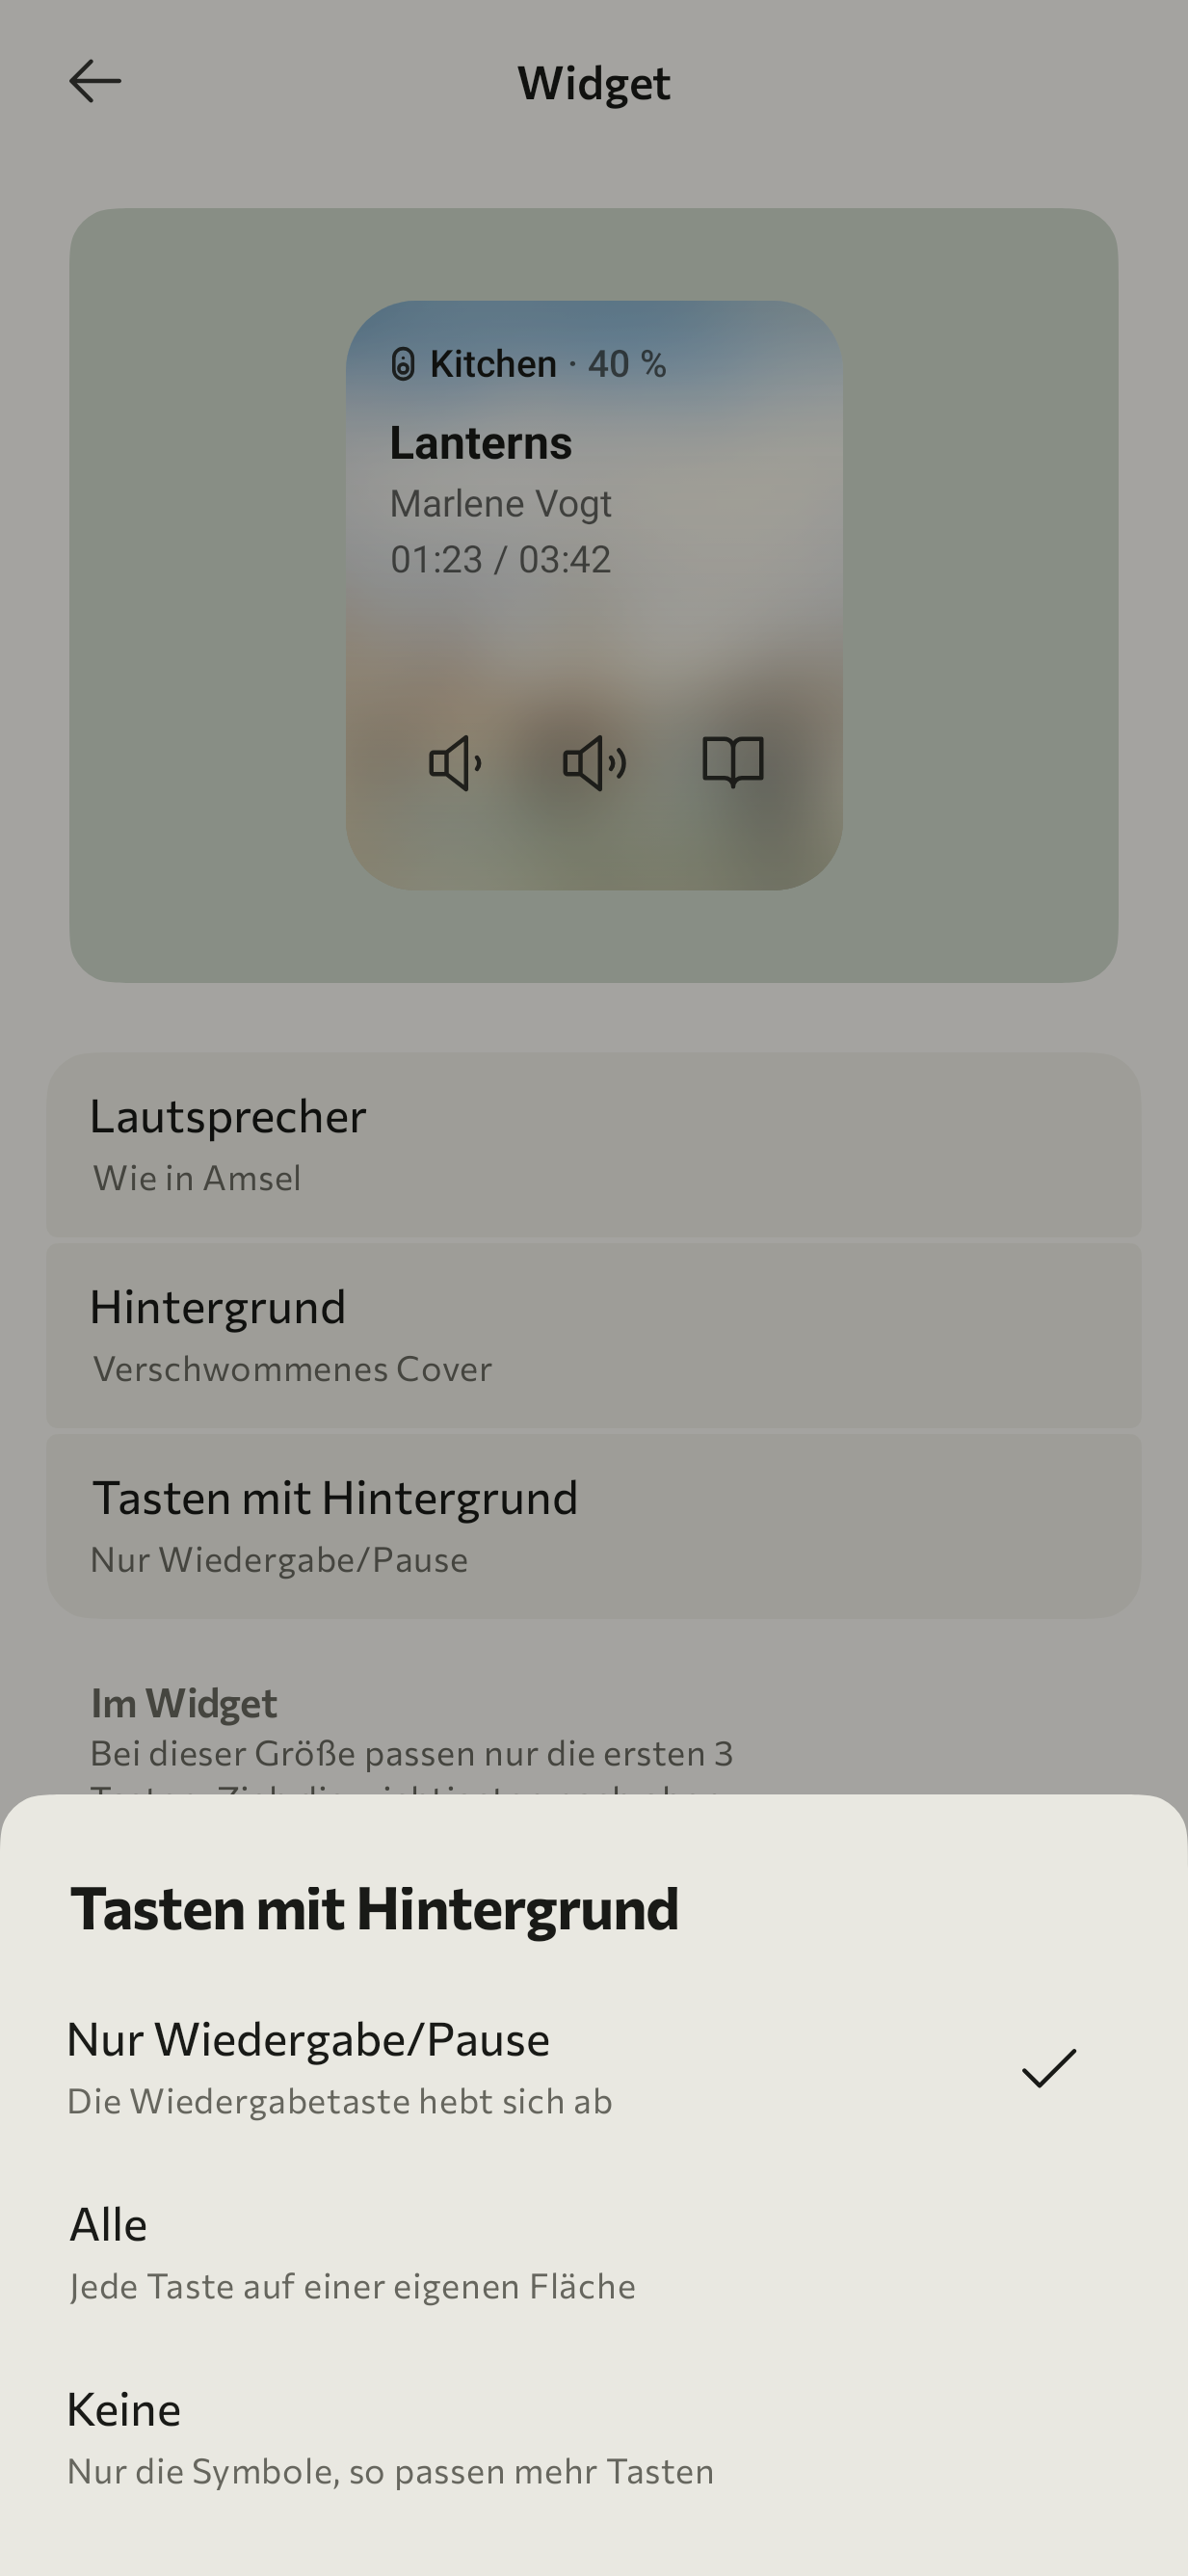 Widget
Kitchen · 40 %
Lanterns
Marlene Vogt
01:23 / 03:42
Lautsprecher
Wie in Amsel
Hintergrund
Verschwommenes Cover
Tasten mit Hintergrund
Nur Wiedergabe/Pause
Im Widget
Bei dieser Größe passen nur die ersten 3
Tasten mit Hintergrund
Nur Wiedergabe/Pause
Die Wiedergabetaste hebt sich ab
Alle
Jede Taste auf einer eigenen Fläche
Keine
Nur die Symbole, so passen mehr Tasten